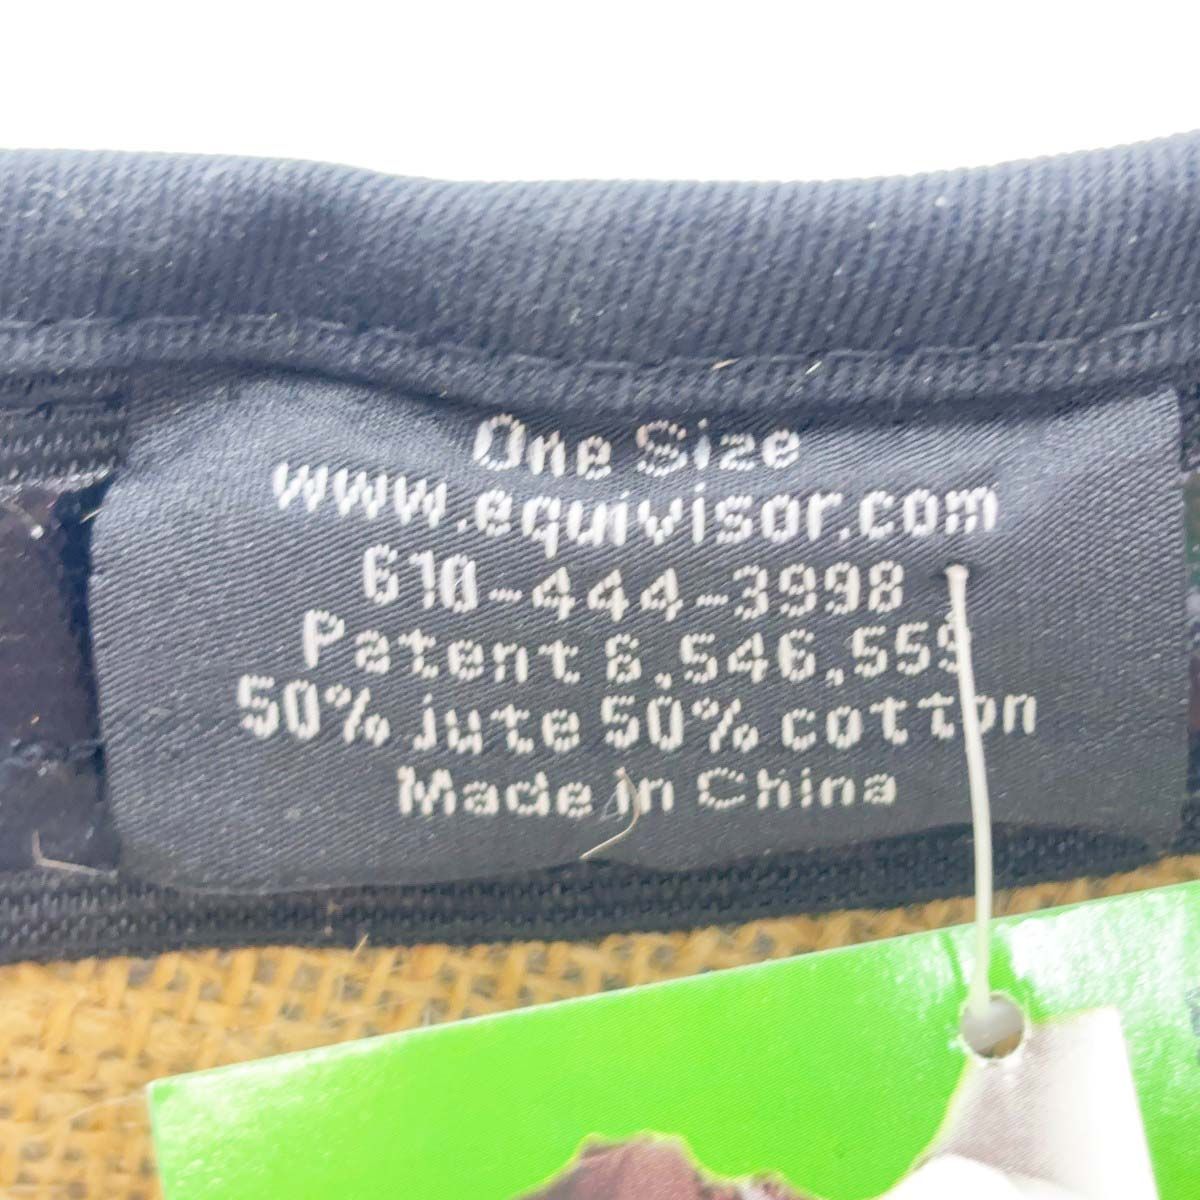 One Size
www.equivisor.com
610-444-3998
Patent 6,546,559
50% jute 50% cotton
Made in China